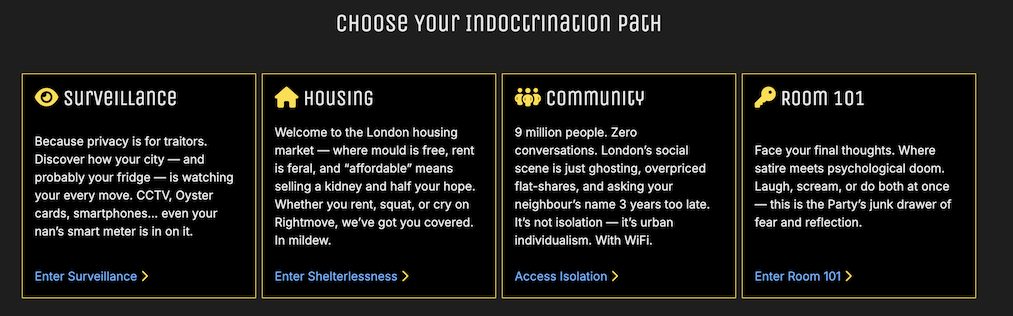 Choose Your Indoctrination Path
Surveillance
Because privacy is for traitors.
Discover how your city — and
probably your fridge — is watching
your every move. CCTV, Oyster
cards, smartphones... even your
nan's smart meter is in on it.
Enter Surveillance
Housing
Welcome to the London housing
market — where mould is free, rent
is feral, and “affordable” means
selling a kidney and half your hope.
Whether you rent, squat, or cry on
Rightmove, we've got you covered.
In mildew.
Enter Shelterlessness
Community
9 million people. Zero
conversations. London's social
scene is just ghosting, overpriced
flat-shares, and asking your
neighbour's name 3 years too late.
It's not isolation — it's urban
individualism. With WiFi.
Access Isolation
Room 101
Face your final thoughts. Where
satire meets psychological doom.
Laugh, scream, or do both at once
— this is the Party's junk drawer of
fear and reflection.
Enter Room 101